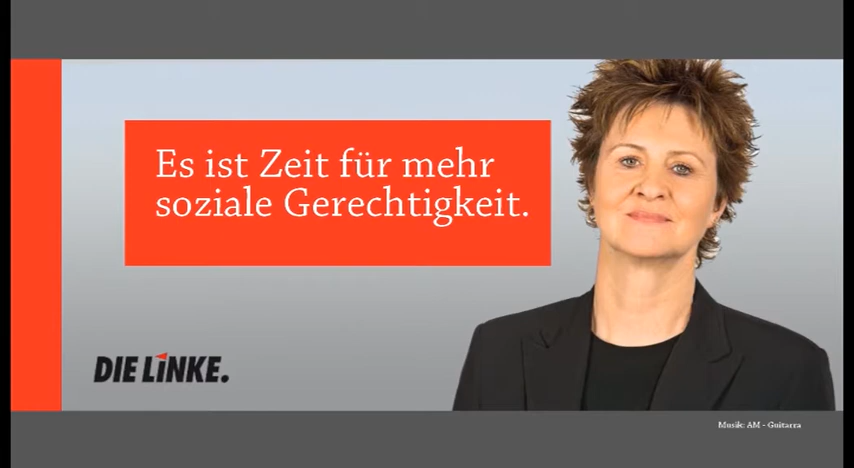 Es ist Zeit für mehr
soziale Gerechtigkeit.
DIE LINKE.
Musik: AM - Guitarra